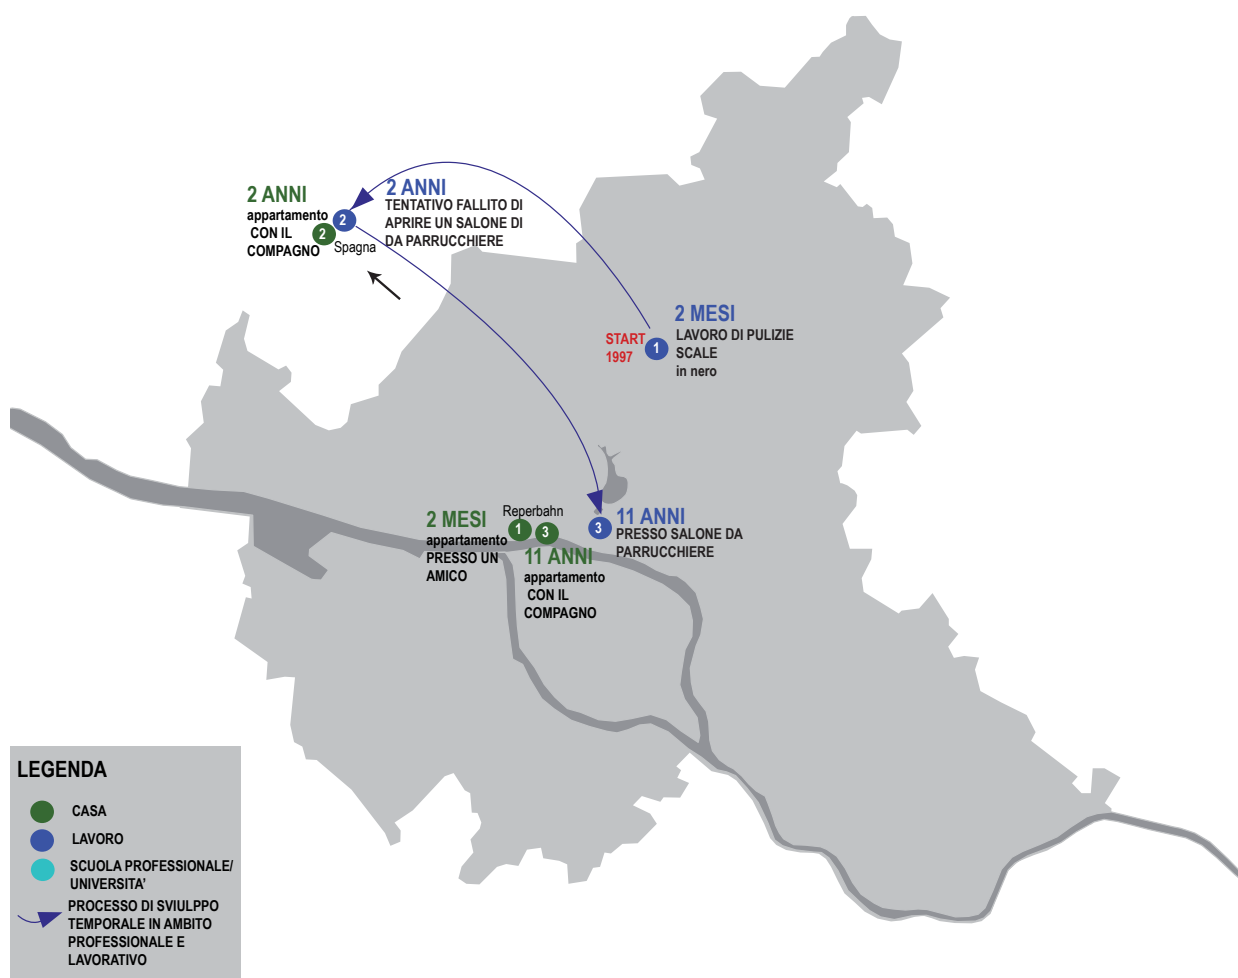 2 ANNI
appartamento
CON IL
COMPAGNO
2
2
Spagna
2 ANNI
TENTATIVO FALLITO DI
APRIRE UN SALONE DI
DA PARRUCCHIERE
START
1997
1
2 MESI
LAVORO DI PULIZIE
SCALE
in nero
2 MESI
appartamento
PRESSO UN
AMICO
Reperbahn
1
3
11 ANNI
appartamento
CON IL
COMPAGNO
3
11 ANNI
PRESSO SALONE DA
PARRUCCHIERE
LEGENDA
CASA
LAVORO
SCUOLA PROFESSIONALE/
UNIVERSITA'
PROCESSO DI SVIULPPO
TEMPORALE IN AMBITO
PROFESSIONALE E
LAVORATIVO